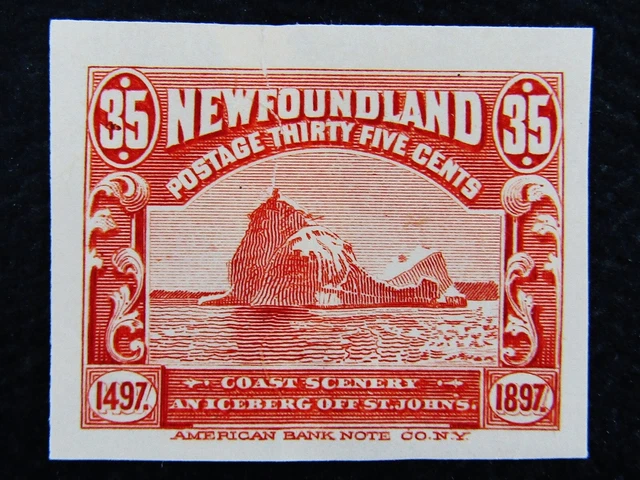 35 NEWFOUNDLAND 35
POSTAGE THIRTY FIVE CENTS
1497. COAST SCENERY 1897.
AN ICEBERG OFF ST. JOHN'S.
AMERICAN BANK NOTE CO. N.Y.